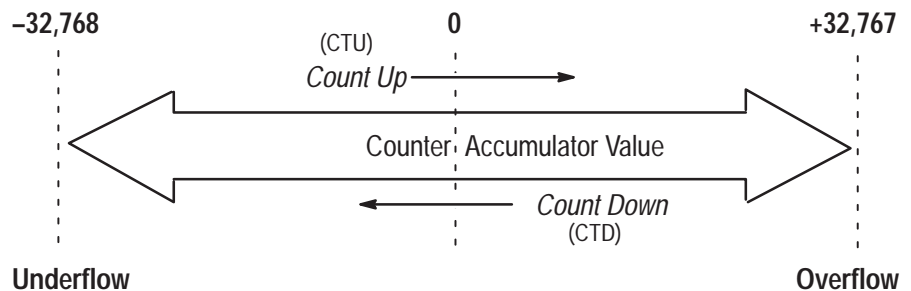 –32,768 0 +32,767
(CTU)
Count Up
Counter Accumulator Value
Count Down
(CTD)
Underflow Overflow